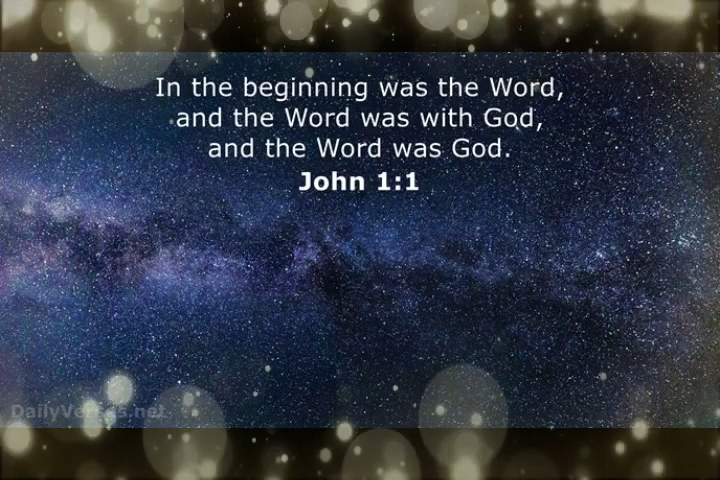 In the beginning was the Word,
and the Word was with God,
and the Word was God.
John 1:1
DailyVerses.net